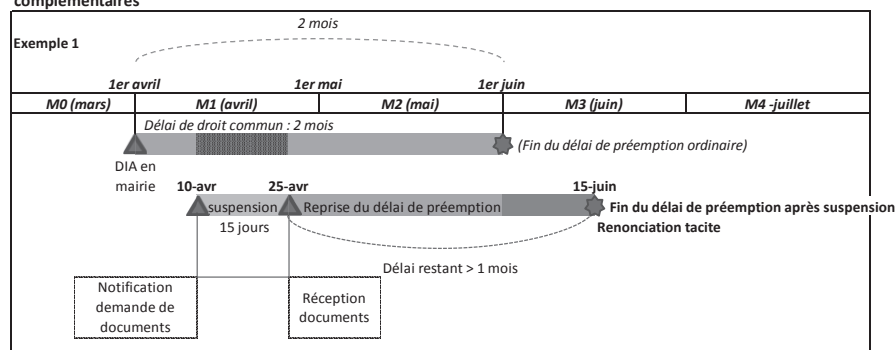 complémentaires
2 mois
Exemple 1
1er avril
1er mai
1er juin
M0 (mars)
M1 (avril)
M2 (mai)
M3 (juin)
M4 -juillet
Délai de droit commun : 2 mois
(Fin du délai de préemption ordinaire)
DIA en
mairie
10-avr
25-avr
15-juin
suspension
Reprise du délai de préemption
Fin du délai de préemption après suspension
15 jours
Renonciation tacite
Délai restant > 1 mois
Notification
demande de
documents
Réception
documents